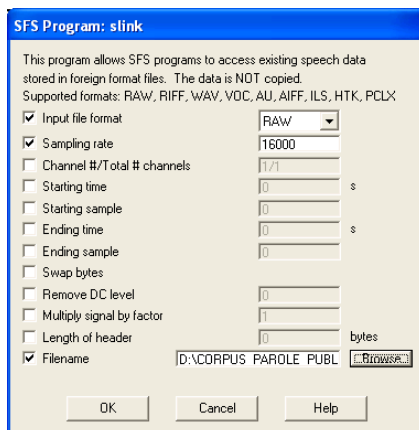 SFS Program: slink
This program allows SFS programs to access existing speech data
stored in foreign format files. The data is NOT copied.
Supported formats: RAW, RIFF, WAV, VOC, AU, AIFF, ILS, HTK, PCLX
Input file format RAW
Sampling rate 16000
Channel #/Total # channels 1/1
Starting time 0 s
Starting sample 0
Ending time 0 s
Ending sample 0
Swap bytes
Remove DC level 0
Multiply signal by factor 1
Length of header 0 bytes
Filename D:\CORPUS PAROLE PUBL Browse...
OK Cancel Help